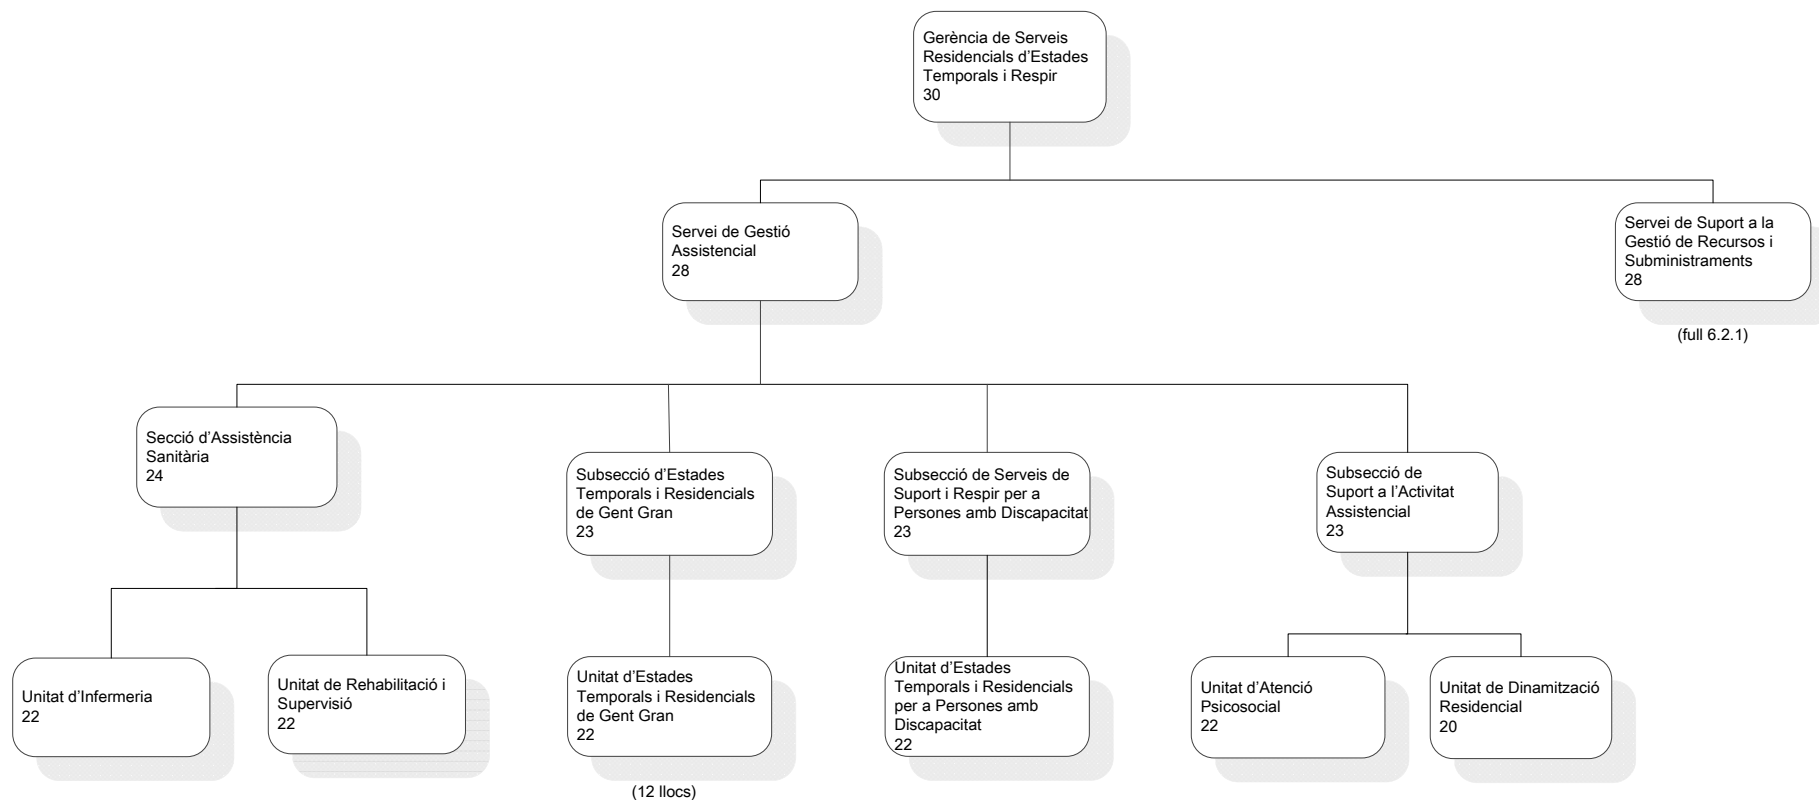 Gerència de Serveis
Residencials d’Estades
Temporals i Respir
30
Servei de Gestió
Assistencial
28
Servei de Suport a la
Gestió de Recursos i
Subministraments
28
(full 6.2.1)
Secció d’Assistència
Sanitària
24
Subsecció d’Estades
Temporals i Residencials
de Gent Gran
23
Subsecció de Serveis de
Suport i Respir per a
Persones amb Discapacitat
23
Subsecció de
Suport a l’Activitat
Assistencial
23
Unitat d’Infermeria
22
Unitat de Rehabilitació i
Supervisió
22
Unitat d’Estades
Temporals i Residencials
de Gent Gran
22
(12 llocs)
Unitat d’Estades
Temporals i Residencials
per a Persones amb
Discapacitat
22
Unitat d’Atenció
Psicosocial
22
Unitat de Dinamització
Residencial
20